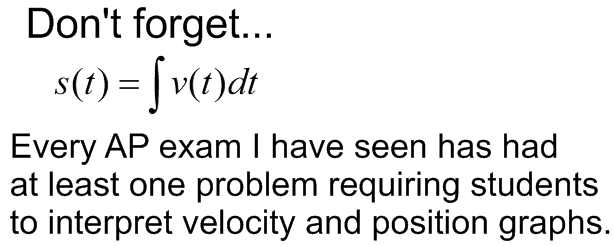 Don't forget...
s(t) = ∫ v(t)dt
Every AP exam I have seen has had
at least one problem requiring students
to interpret velocity and position graphs.